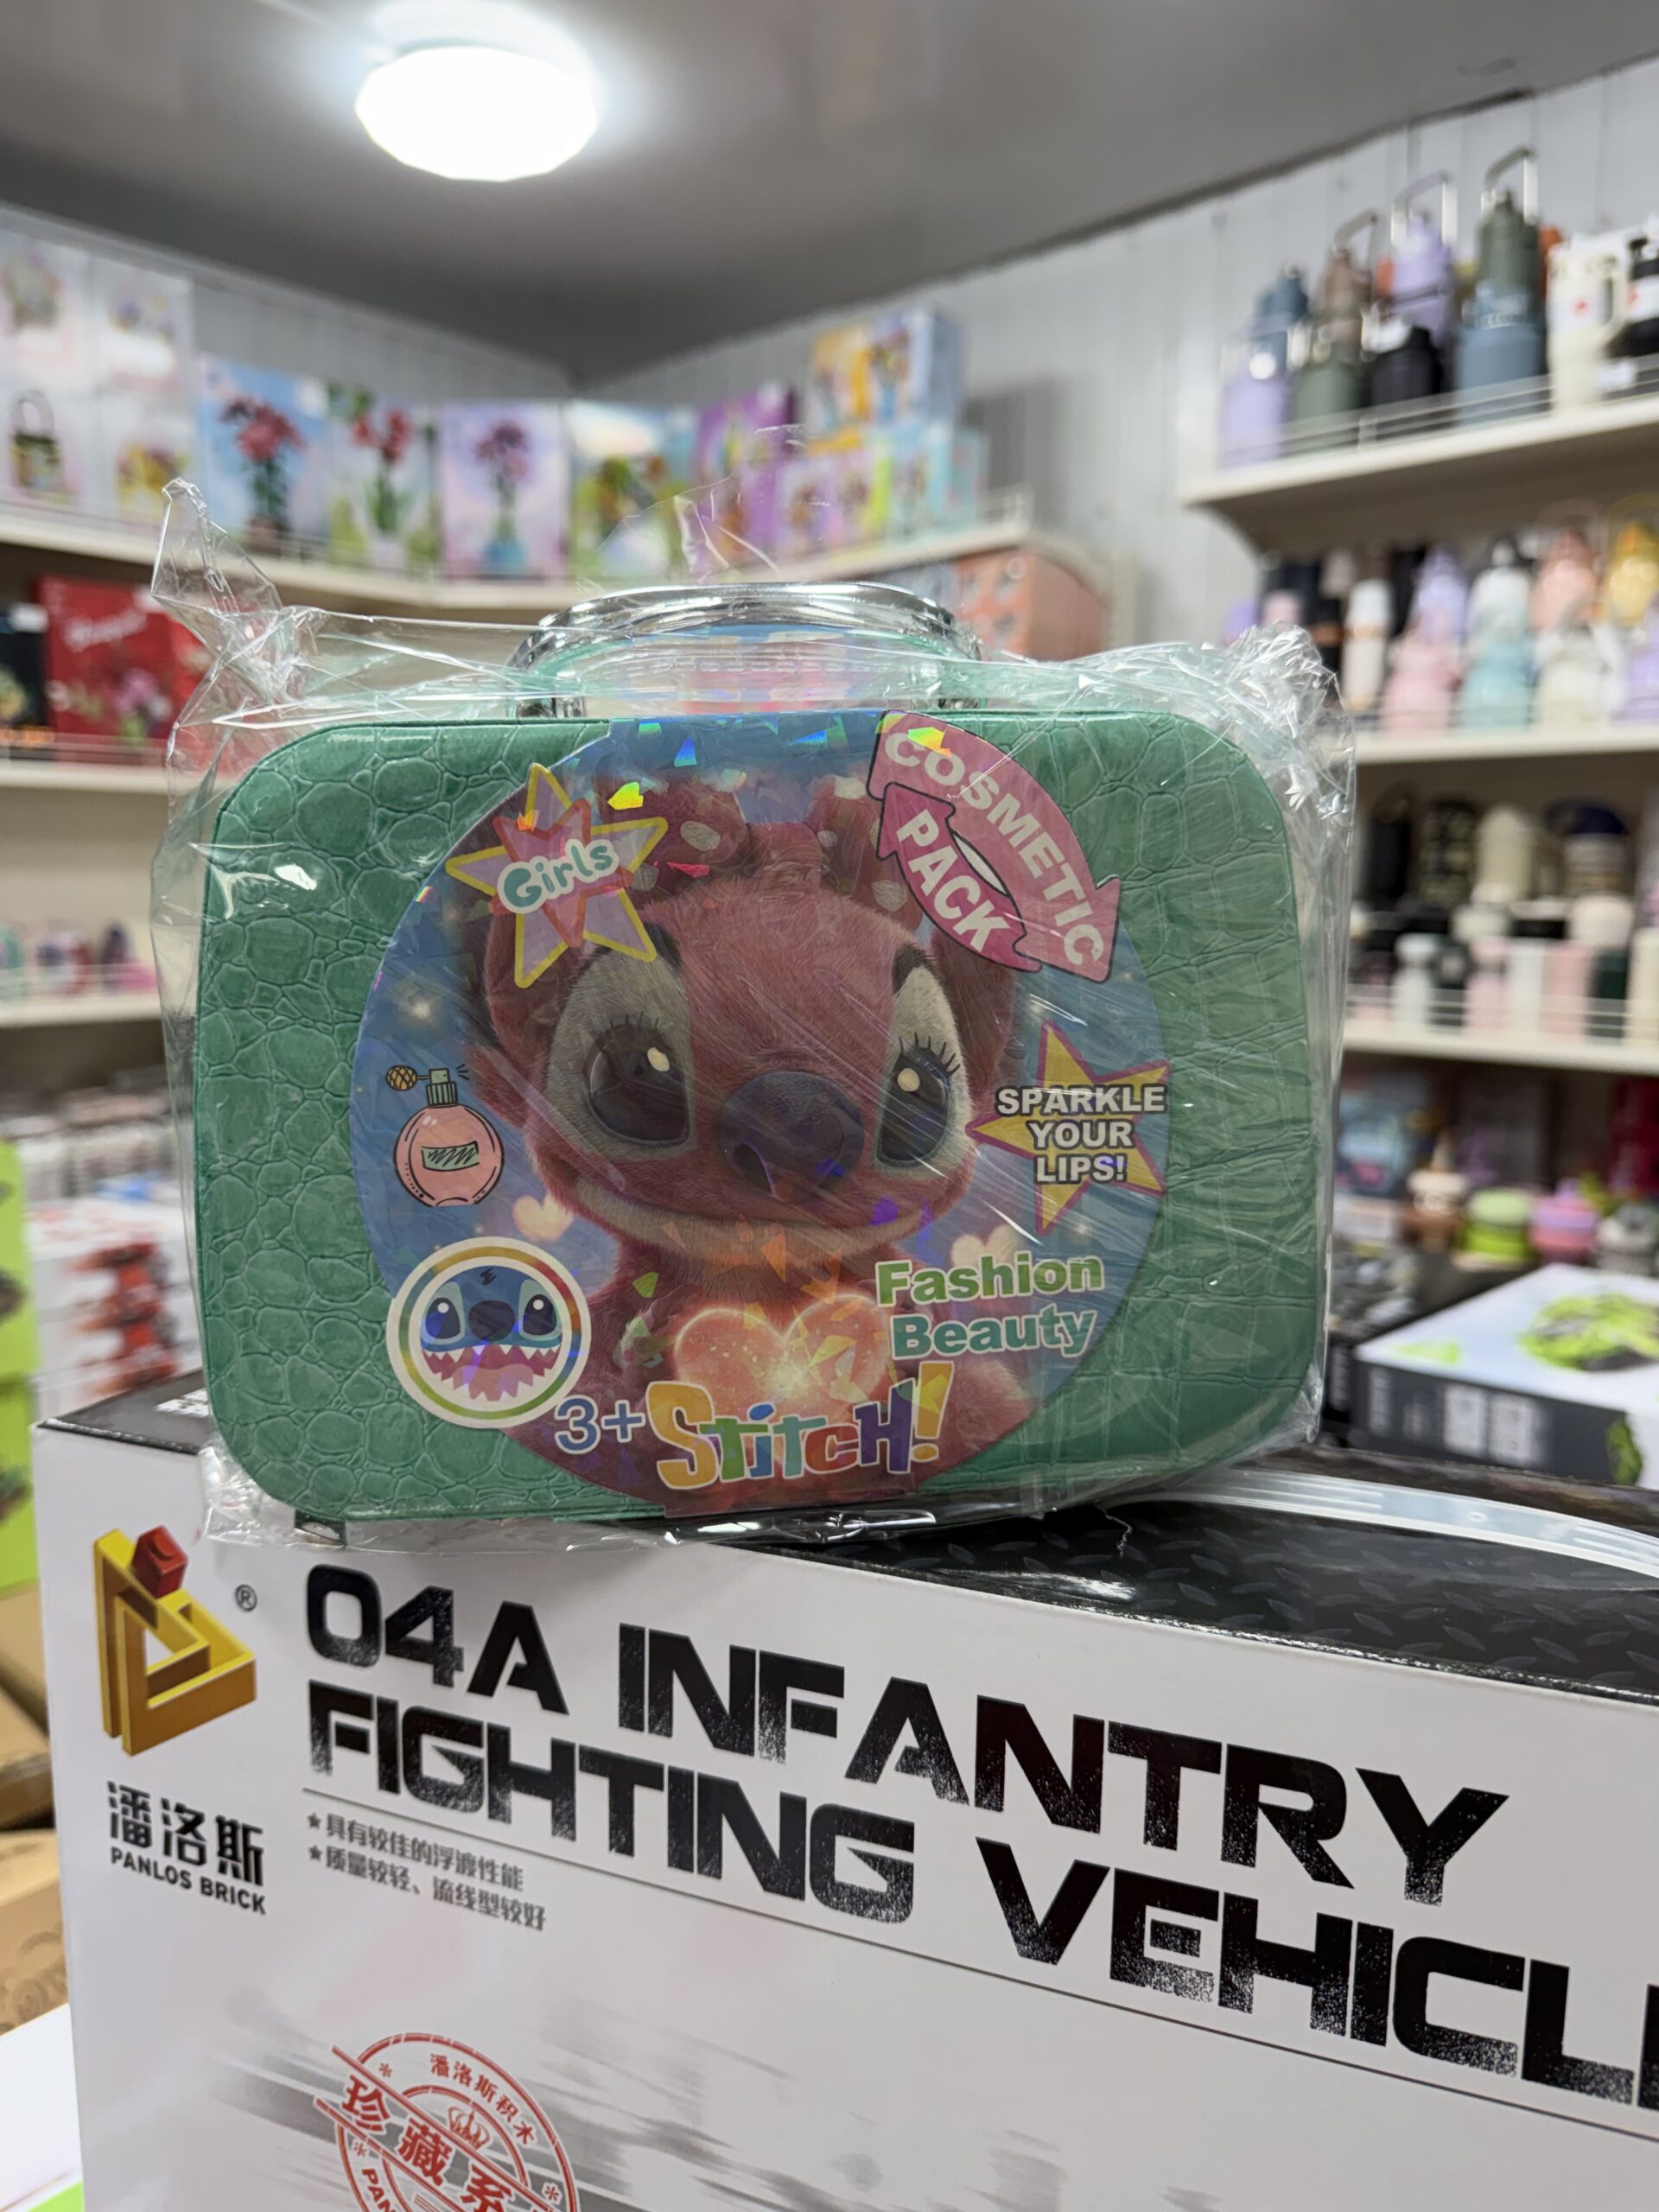 Girls
COSMETIC
PACK
SPARKLE
YOUR
LIPS!
Fashion
Beauty
3+ Stitch!
®
潘洛斯
PANLOS BRICK
04A INFANTRY
FIGHTING VEHICL
★具有较佳的浮渡性能
★质量较轻、流线型较好
潘洛斯积木
珍藏系
PAN